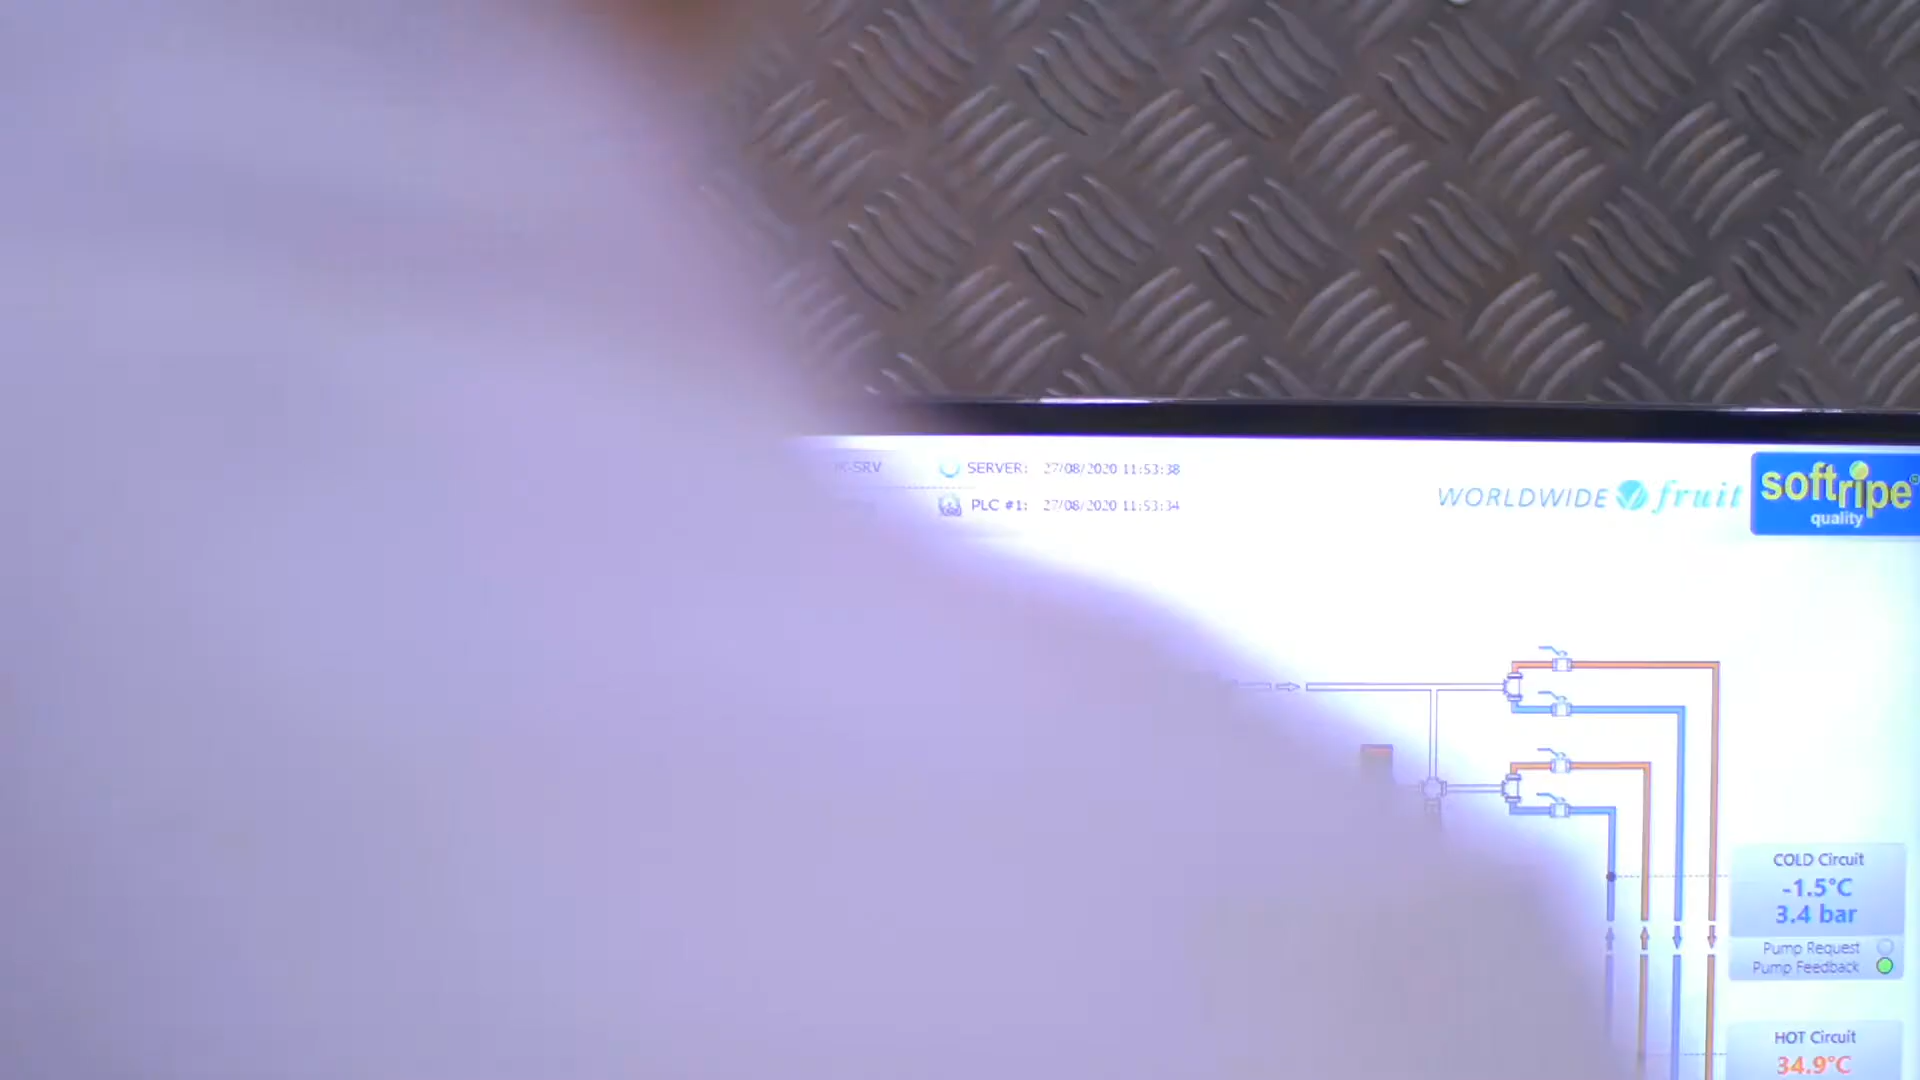 SERVER: 27/08/2020 11:53:38
PLC #1: 27/08/2020 11:53:34
WORLDWIDE fruit
softripe®
quality
COLD Circuit
-1.5°C
3.4 bar
Pump Request
Pump Feedback
HOT Circuit
34.9°C